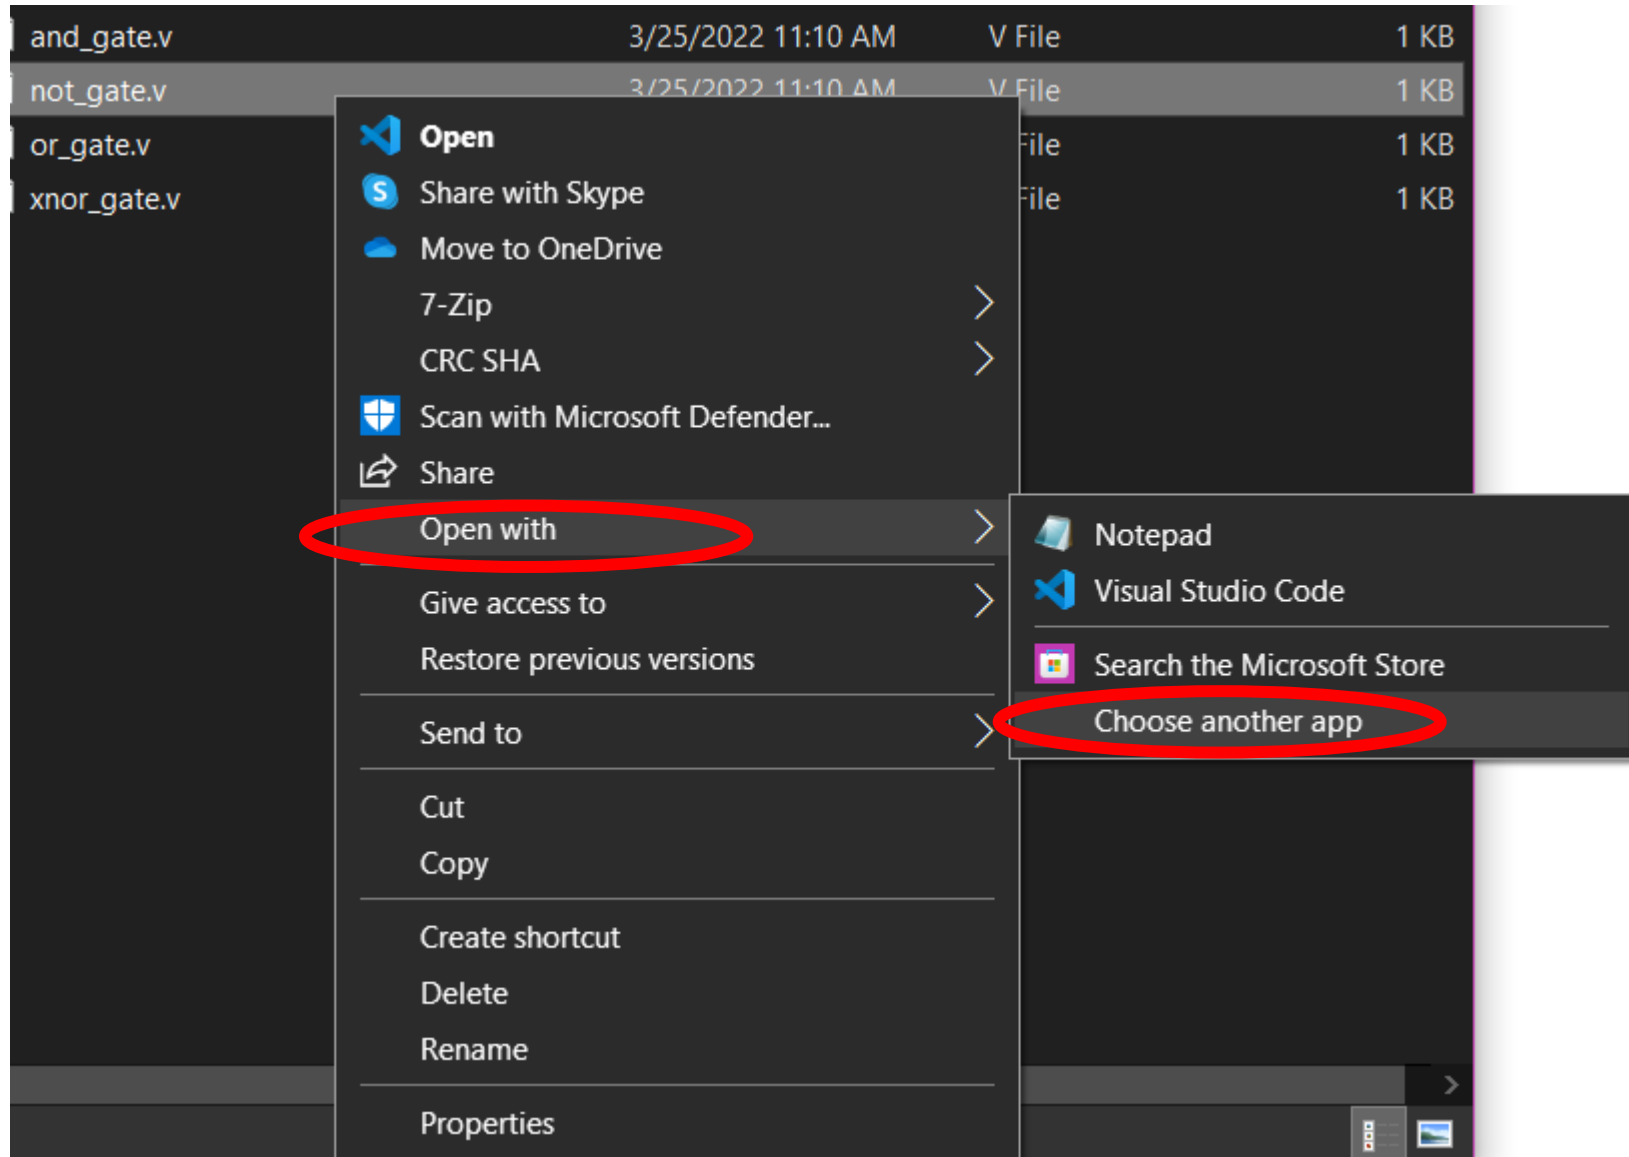 and_gate.v 3/25/2022 11:10 AM V File 1 KB
not_gate.v 3/25/2022 11:10 AM V File 1 KB
or_gate.v File 1 KB
xnor_gate.v File 1 KB
Open
Share with Skype
Move to OneDrive
7-Zip
CRC SHA
Scan with Microsoft Defender...
Share
Open with
Give access to
Restore previous versions
Send to
Cut
Copy
Create shortcut
Delete
Rename
Properties
Notepad
Visual Studio Code
Search the Microsoft Store
Choose another app